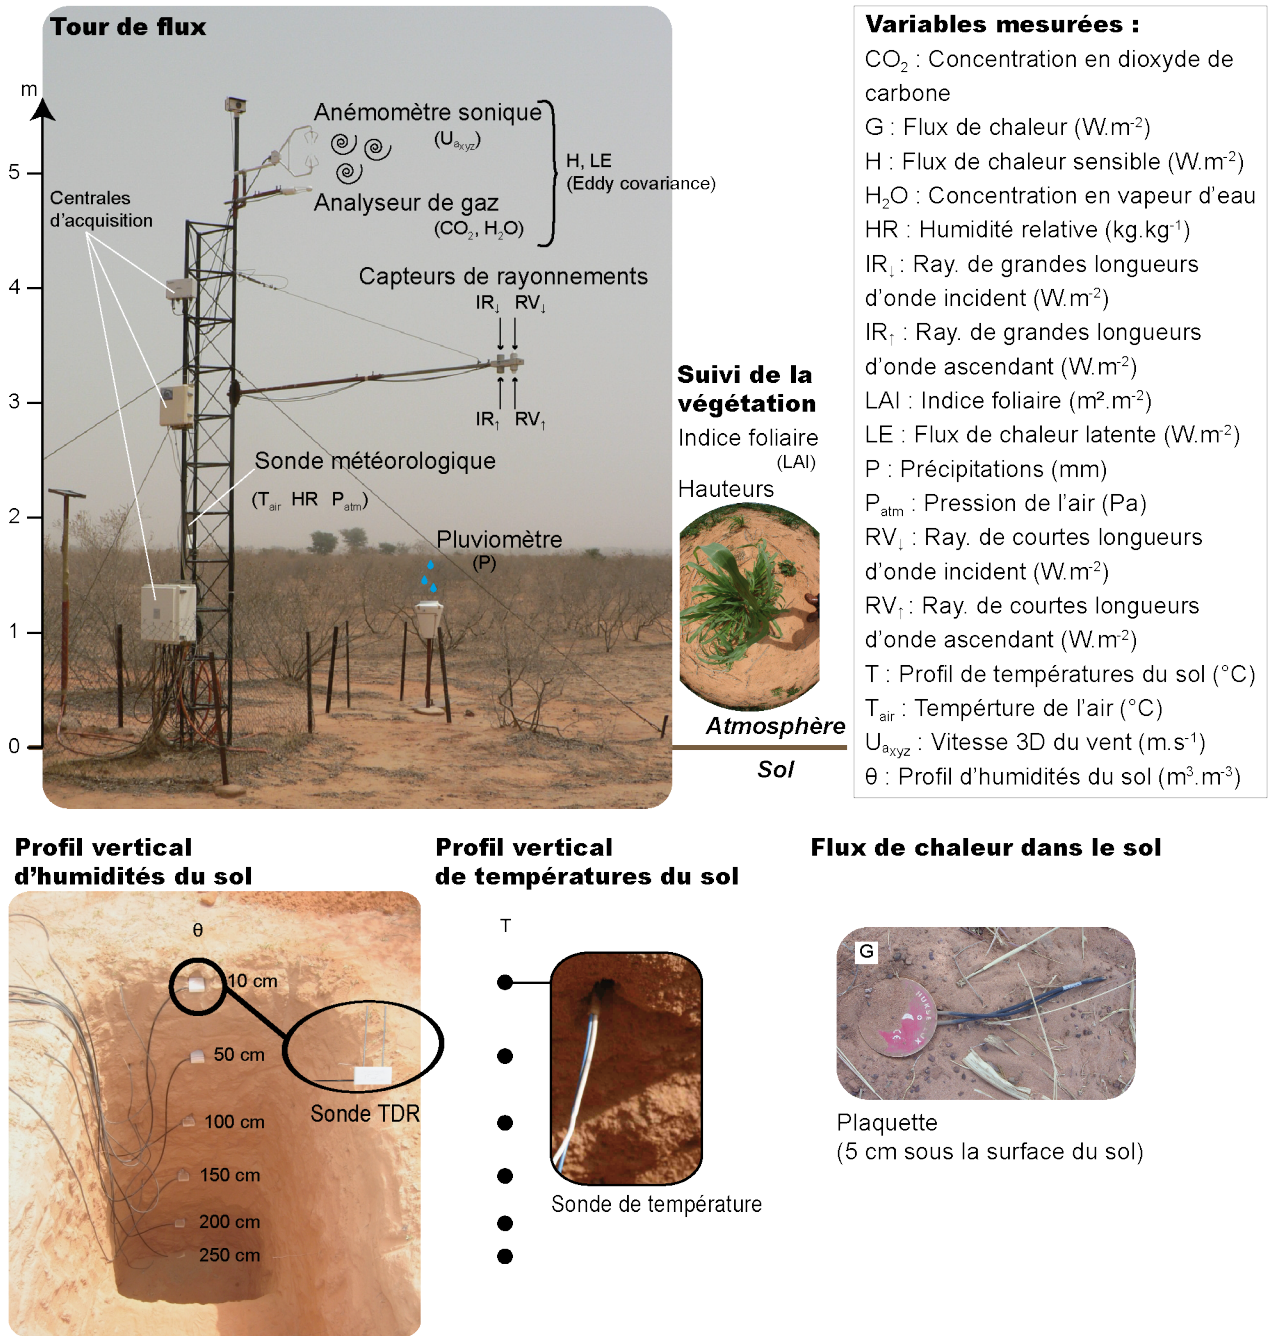 Tour de flux
m
5
4
3
2
1
0
Anémomètre sonique
(Uaxyz)
H, LE
(Eddy covariance)
Analyseur de gaz
(CO2, H2O)
Centrales
d'acquisition
Capteurs de rayonnements
IR↓ RV↓
IR↑ RV↑
Sonde météorologique
(Tair HR Patm)
Pluviomètre
(P)
Suivi de la
végétation
Indice foliaire
(LAI)
Hauteurs
Atmosphère
Sol
Variables mesurées :
CO2 : Concentration en dioxyde de
carbone
G : Flux de chaleur (W.m-2)
H : Flux de chaleur sensible (W.m-2)
H2O : Concentration en vapeur d'eau
HR : Humidité relative (kg.kg-1)
IR↓ : Ray. de grandes longueurs
d'onde incident (W.m-2)
IR↑ : Ray. de grandes longueurs
d'onde ascendant (W.m-2)
LAI : Indice foliaire (m².m-2)
LE : Flux de chaleur latente (W.m-2)
P : Précipitations (mm)
Patm : Pression de l'air (Pa)
RV↓ : Ray. de courtes longueurs
d'onde incident (W.m-2)
RV↑ : Ray. de courtes longueurs
d'onde ascendant (W.m-2)
T : Profil de températures du sol (°C)
Tair : Tempérture de l'air (°C)
Uaxyz : Vitesse 3D du vent (m.s-1)
θ : Profil d'humidités du sol (m3.m-3)
Profil vertical
d'humidités du sol
θ
10 cm
50 cm
100 cm
150 cm
200 cm
250 cm
Sonde TDR
Profil vertical
de températures du sol
T
Sonde de température
Flux de chaleur dans le sol
G
HUKSE
UX
CE
Plaquette
(5 cm sous la surface du sol)